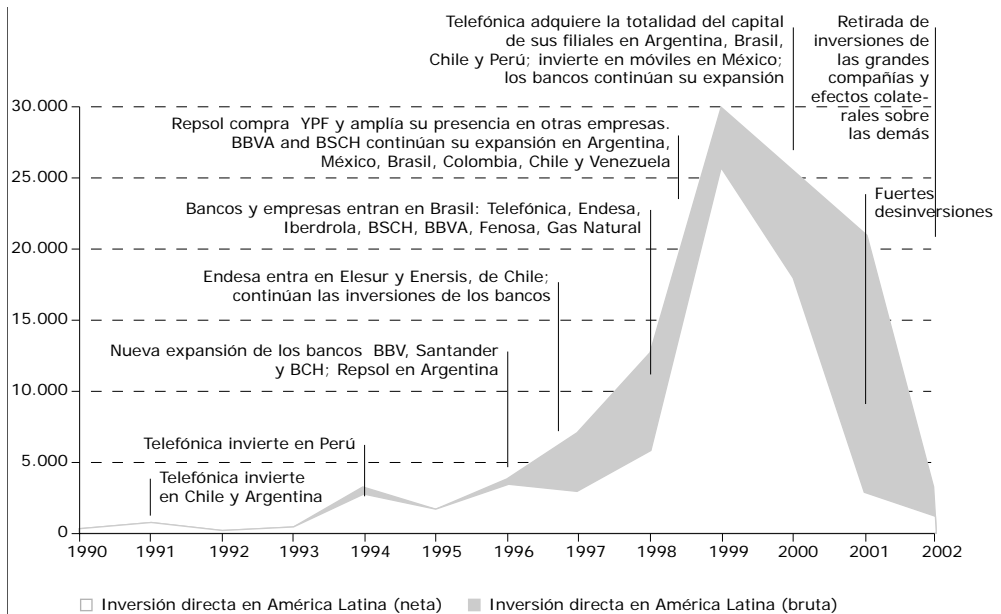 Telefónica adquiere la totalidad del capital
de sus filiales en Argentina, Brasil,
Chile y Perú; invierte en móviles en México;
los bancos continúan su expansión
Retirada de
inversiones de
las grandes
compañías y
efectos colate-
rales sobre
las demás
30.000
Repsol compra YPF y amplía su presencia en otras empresas.
BBVA and BSCH continúan su expansión en Argentina,
México, Brasil, Colombia, Chile y Venezuela
25.000
Bancos y empresas entran en Brasil: Telefónica, Endesa,
Iberdrola, BSCH, BBVA, Fenosa, Gas Natural
Fuertes
desinversiones
20.000
Endesa entra en Elesur y Enersis, de Chile;
continúan las inversiones de los bancos
15.000
Nueva expansión de los bancos BBV, Santander
y BCH; Repsol en Argentina
10.000
Telefónica invierte en Perú
5.000
Telefónica invierte
en Chile y Argentina
0
1990 1991 1992 1993 1994 1995 1996 1997 1998 1999 2000 2001 2002
Inversión directa en América Latina (neta) Inversión directa en América Latina (bruta)